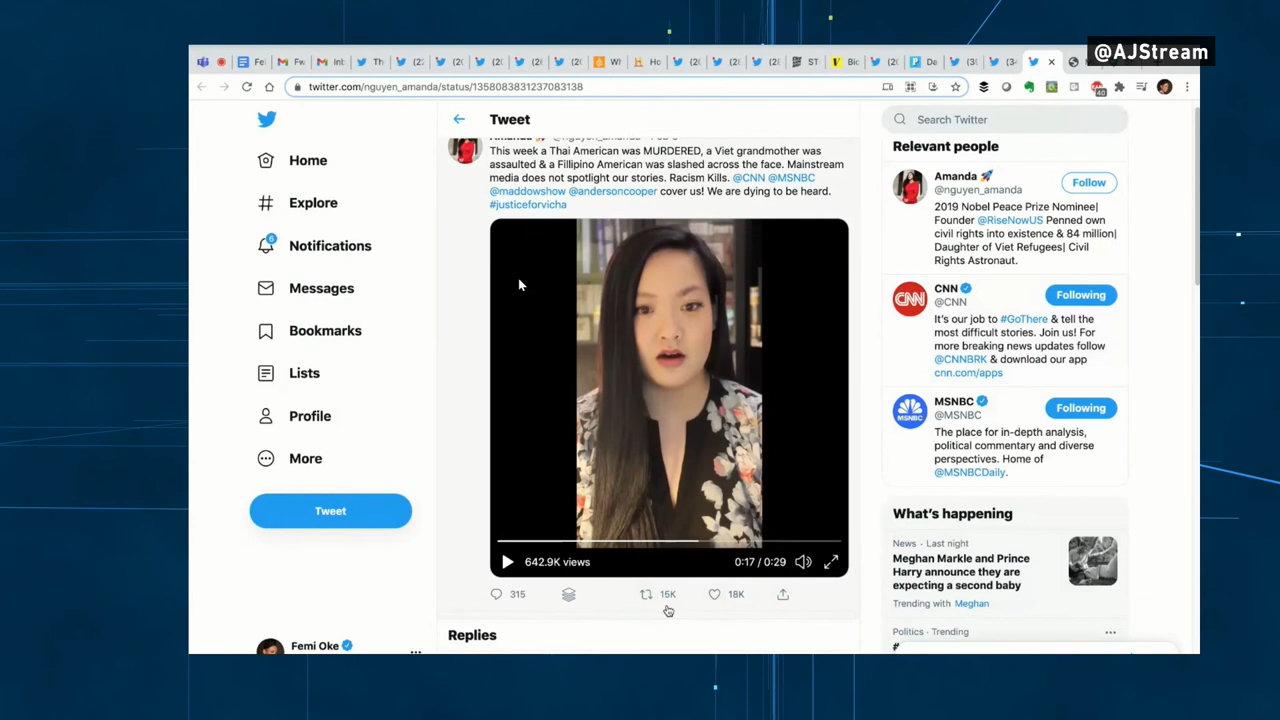 @AJStream
twitter.com/nguyen_amanda/status/1358083831237083138
Tweet
Search Twitter
Home
Explore
6
Notifications
Messages
Bookmarks
Lists
Profile
More
Tweet
Femi Oke
This week a Thai American was MURDERED, a Viet grandmother was
assaulted & a Fillipino American was slashed across the face. Mainstream
media does not spotlight our stories. Racism Kills. @CNN @MSNBC
@maddowshow @andersoncooper cover us! We are dying to be heard.
#justiceforvicha
642.9K views
0:17 / 0:29
315
15K
18K
Replies
Relevant people
Amanda
@nguyen_amanda
Follow
2019 Nobel Peace Prize Nominee|
Founder @RiseNowUS Penned own
civil rights into existence & 84 million|
Daughter of Viet Refugees| Civil
Rights Astronaut.
CNN
CNN
@CNN
Following
It's our job to #GoThere & tell the
most difficult stories. Join us! For
more breaking news updates follow
@CNNBRK & download our app
cnn.com/apps
MSNBC
MSNBC
@MSNBC
Following
The place for in-depth analysis,
political commentary and diverse
perspectives. Home of
@MSNBCDaily.
What's happening
News · Last night
Meghan Markle and Prince
Harry announce they are
expecting a second baby
Trending with Meghan
Politics · Trending
#